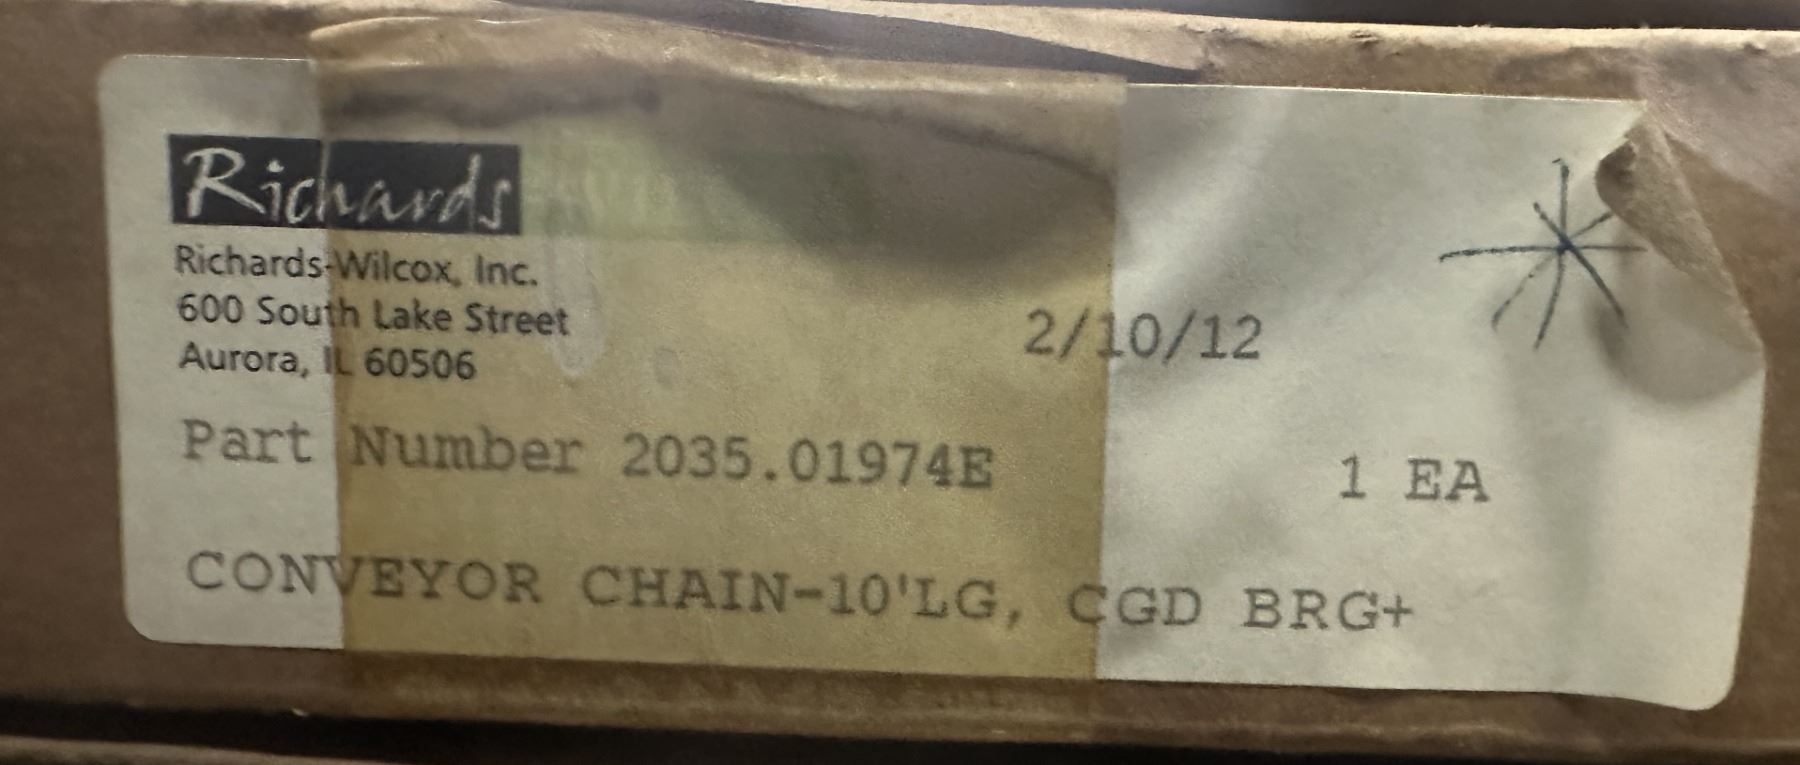 Richards
Richards-Wilcox, Inc.
600 South Lake Street
Aurora, IL 60506
2/10/12
Part Number 2035.01974E 1 EA
CONVEYOR CHAIN-10'LG, CGD BRG+